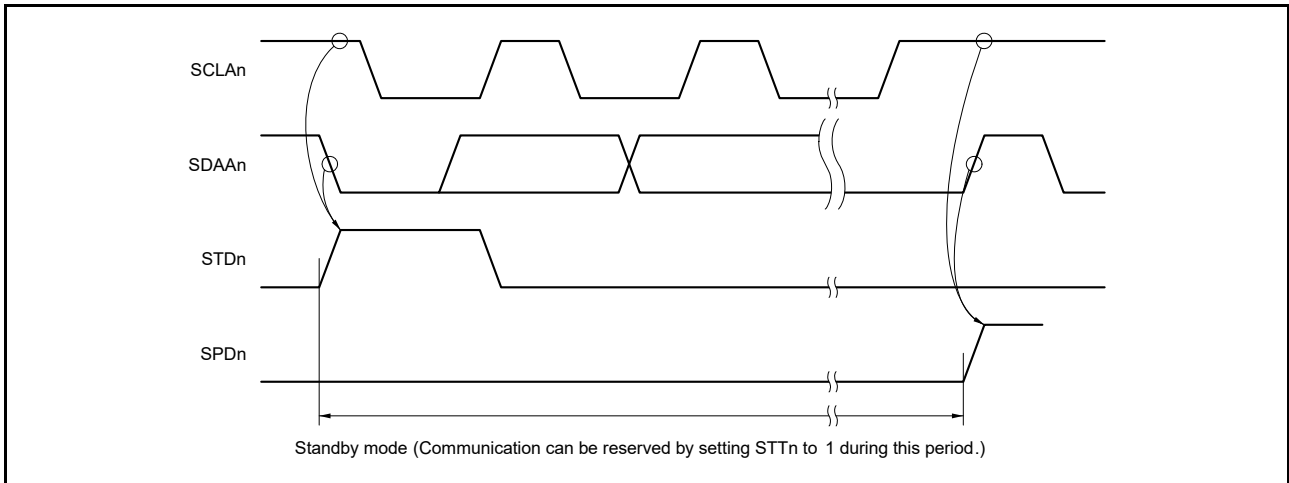 SCLAn
SDAAn
STDn
SPDn
Standby mode (Communication can be reserved by setting STTn to 1 during this period.)